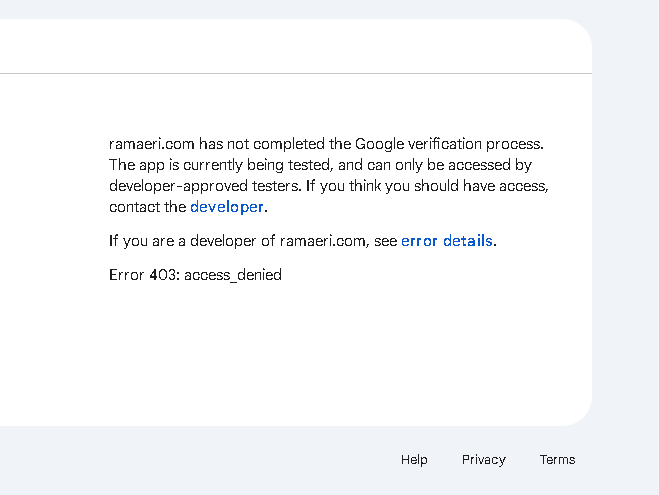 ramaeri.com has not completed the Google verification process.
The app is currently being tested, and can only be accessed by
developer-approved testers. If you think you should have access,
contact the developer.
If you are a developer of ramaeri.com, see error details.
Error 403: access_denied
Help Privacy Terms